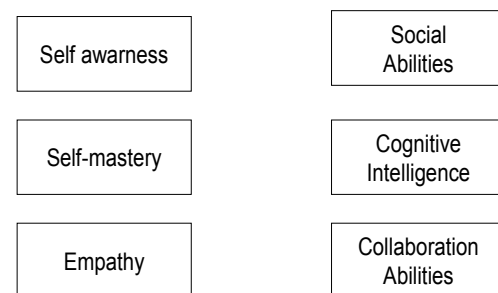 Self awarness
Self-mastery
Empathy
Social
Abilities
Cognitive
Intelligence
Collaboration
Abilities